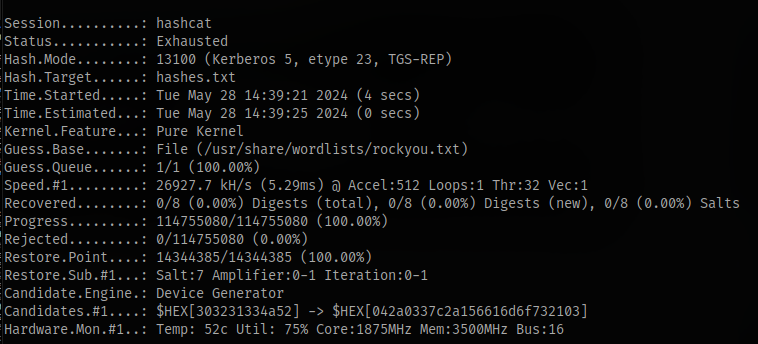 Session..........: hashcat
Status...........: Exhausted
Hash.Mode........: 13100 (Kerberos 5, etype 23, TGS-REP)
Hash.Target......: hashes.txt
Time.Started.....: Tue May 28 14:39:21 2024 (4 secs)
Time.Estimated...: Tue May 28 14:39:25 2024 (0 secs)
Kernel.Feature...: Pure Kernel
Guess.Base.......: File (/usr/share/wordlists/rockyou.txt)
Guess.Queue......: 1/1 (100.00%)
Speed.#1.........: 26927.7 kH/s (5.29ms) @ Accel:512 Loops:1 Thr:32 Vec:1
Recovered........: 0/8 (0.00%) Digests (total), 0/8 (0.00%) Digests (new), 0/8 (0.00%) Salts
Progress.........: 114755080/114755080 (100.00%)
Rejected.........: 0/114755080 (0.00%)
Restore.Point....: 14344385/14344385 (100.00%)
Restore.Sub.#1...: Salt:7 Amplifier:0-1 Iteration:0-1
Candidate.Engine.: Device Generator
Candidates.#1....: $HEX[303231334a52] -> $HEX[042a0337c2a156616d6f732103]
Hardware.Mon.#1..: Temp: 52c Util: 75% Core:1875MHz Mem:3500MHz Bus:16